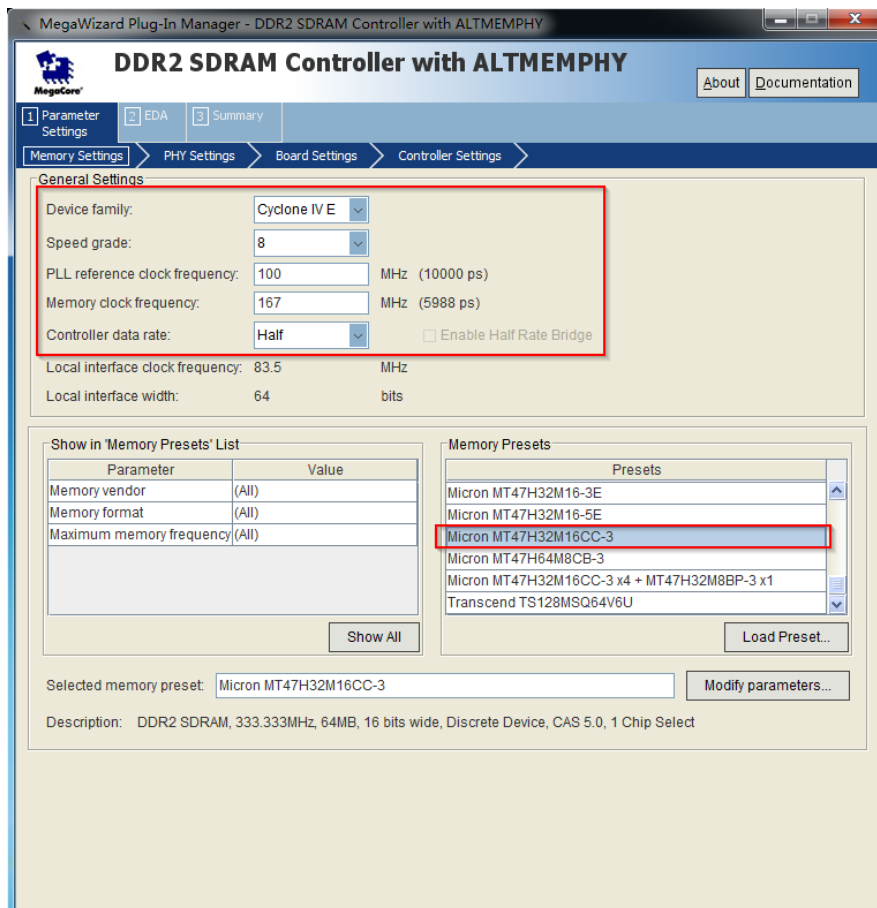 MegaWizard Plug-In Manager - DDR2 SDRAM Controller with ALTMEMPHY
DDR2 SDRAM Controller with ALTMEMPHY
MegaCore'
About Documentation
1 Parameter Settings 2 EDA 3 Summary
Memory Settings PHY Settings Board Settings Controller Settings
General Settings
Device family: Cyclone IV E
Speed grade: 8
PLL reference clock frequency: 100 MHz (10000 ps)
Memory clock frequency: 167 MHz (5988 ps)
Controller data rate: Half Enable Half Rate Bridge
Local interface clock frequency: 83.5 MHz
Local interface width: 64 bits
Show in 'Memory Presets' List
Parameter Value
Memory vendor (All)
Memory format (All)
Maximum memory frequency (All)
Show All
Memory Presets
Presets
Micron MT47H32M16-3E
Micron MT47H32M16-5E
Micron MT47H32M16CC-3
Micron MT47H64M8CB-3
Micron MT47H32M16CC-3 x4 + MT47H32M8BP-3 x1
Transcend TS128MSQ64V6U
Load Preset...
Selected memory preset: Micron MT47H32M16CC-3 Modify parameters...
Description: DDR2 SDRAM, 333.333MHz, 64MB, 16 bits wide, Discrete Device, CAS 5.0, 1 Chip Select